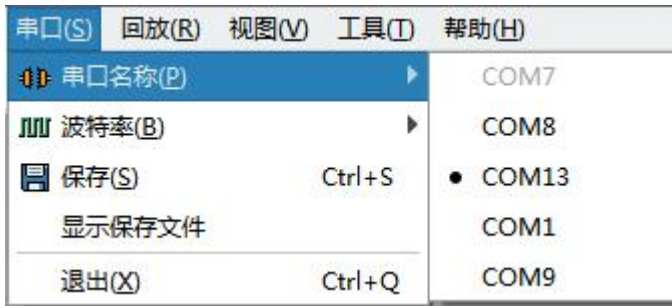 串口(S) 回放(R) 视图(V) 工具(T) 帮助(H)
串口名称(P)
波特率(B)
保存(S) Ctrl+S
显示保存文件
退出(X) Ctrl+Q
COM7
COM8
COM13
COM1
COM9